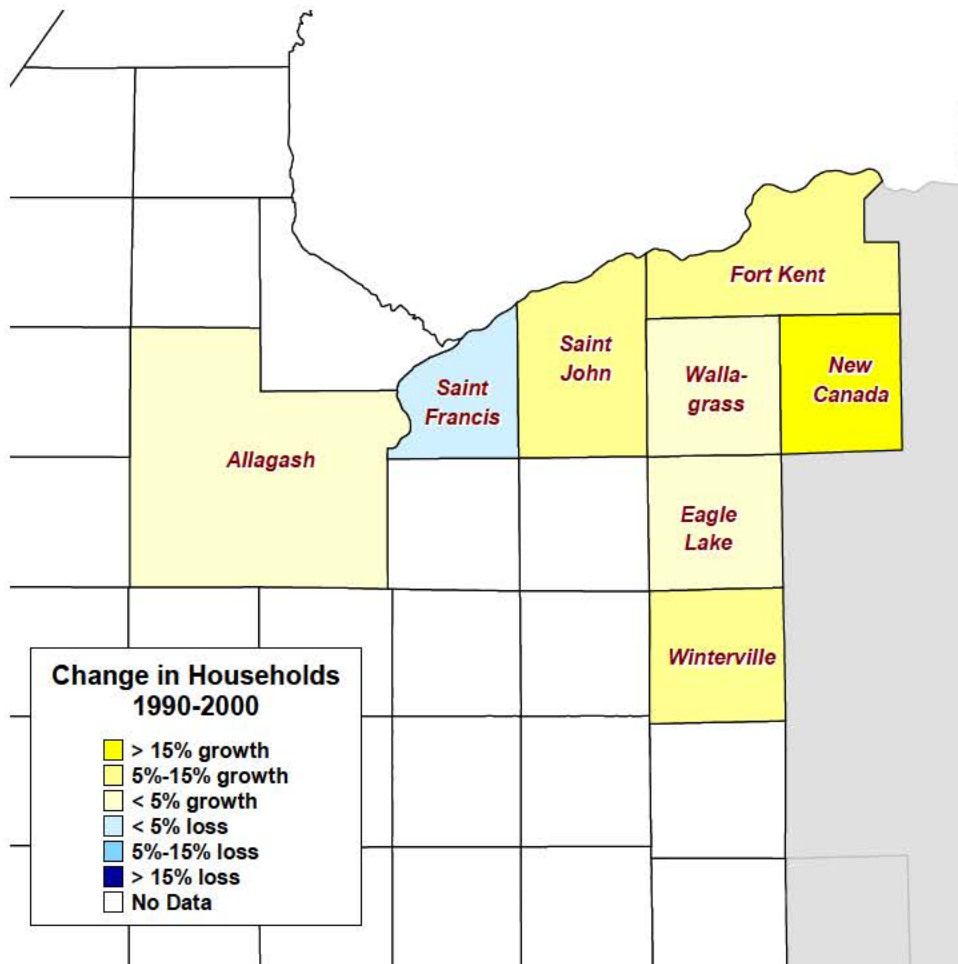 Fort Kent
Saint
John
New
Canada
Walla-
grass
Saint
Francis
Allagash
Eagle
Lake
Winterville
Change in Households
1990-2000
> 15% growth
5%-15% growth
< 5% growth
< 5% loss
5%-15% loss
> 15% loss
No Data